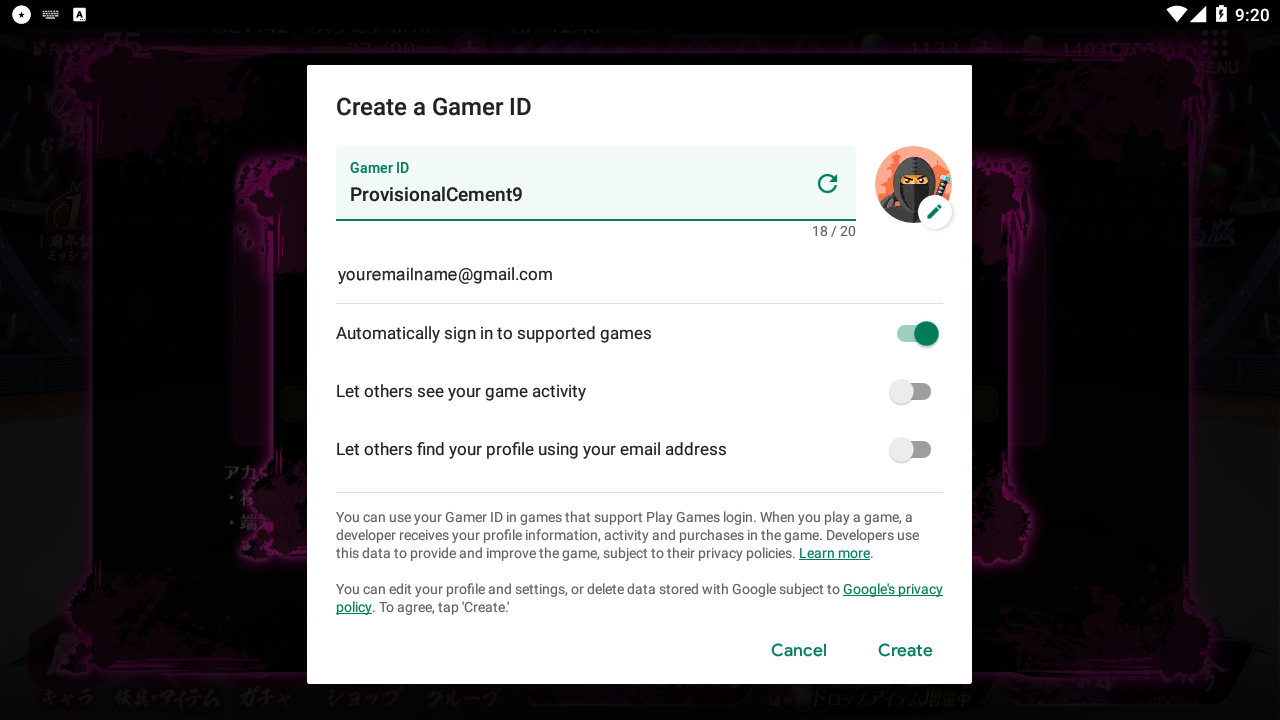 9:20
Create a Gamer ID
Gamer ID
ProvisionalCement9
18 / 20
youremailname@gmail.com
Automatically sign in to supported games
Let others see your game activity
Let others find your profile using your email address
You can use your Gamer ID in games that support Play Games login. When you play a game, a
developer receives your profile information, activity and purchases in the game. Developers use
this data to provide and improve the game, subject to their privacy policies. Learn more.
You can edit your profile and settings, or delete data stored with Google subject to Google's privacy
policy. To agree, tap 'Create.'
Cancel
Create
キャラ
ガチャ
ショップ
グループ
ドロップアイテム増量中